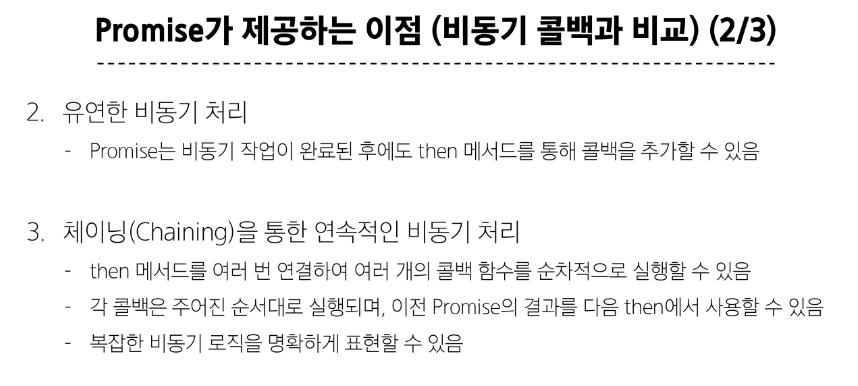 Promise가 제공하는 이점 (비동기 콜백과 비교) (2/3)
2. 유연한 비동기 처리
- Promise는 비동기 작업이 완료된 후에도 then 메서드를 통해 콜백을 추가할 수 있음
3. 체이닝(Chaining)을 통한 연속적인 비동기 처리
- then 메서드를 여러 번 연결하여 여러 개의 콜백 함수를 순차적으로 실행할 수 있음
- 각 콜백은 주어진 순서대로 실행되며, 이전 Promise의 결과를 다음 then에서 사용할 수 있음
- 복잡한 비동기 로직을 명확하게 표현할 수 있음